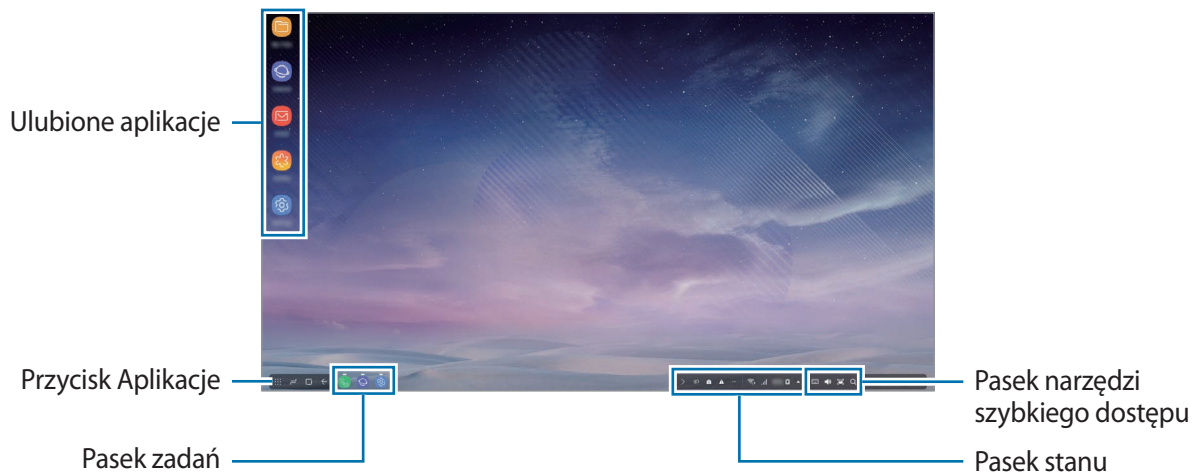 Ulubione aplikacje
Przycisk Aplikacje
Pasek zadań
Pasek narzędzi
szybkiego dostępu
Pasek stanu